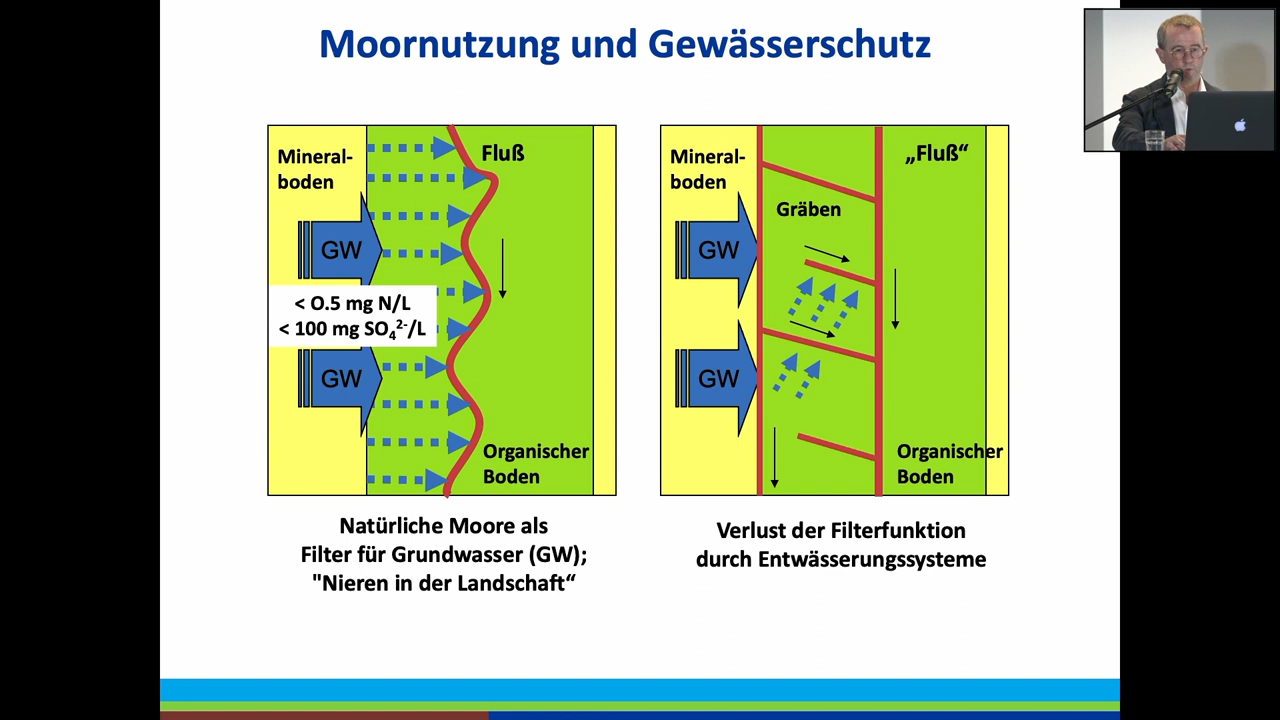 Moornutzung und Gewässerschutz
Mineral-
boden
Fluß
GW
< 0.5 mg N/L
< 100 mg SO₄²⁻/L
GW
Organischer
Boden
Natürliche Moore als
Filter für Grundwasser (GW);
"Nieren in der Landschaft“
Mineral-
boden
„Fluß“
Gräben
GW
GW
Organischer
Boden
Verlust der Filterfunktion
durch Entwässerungssysteme